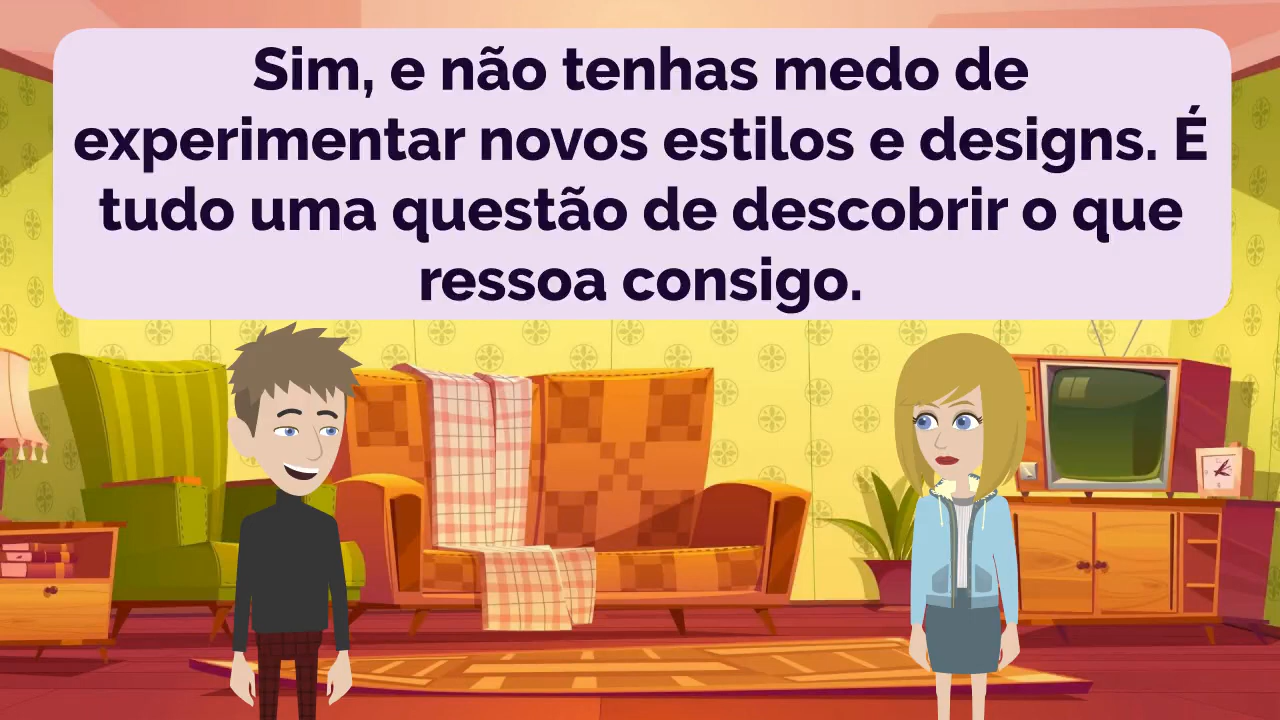 Sim, e não tenhas medo de
experimentar novos estilos e designs. É
tudo uma questão de descobrir o que
ressoa consigo.